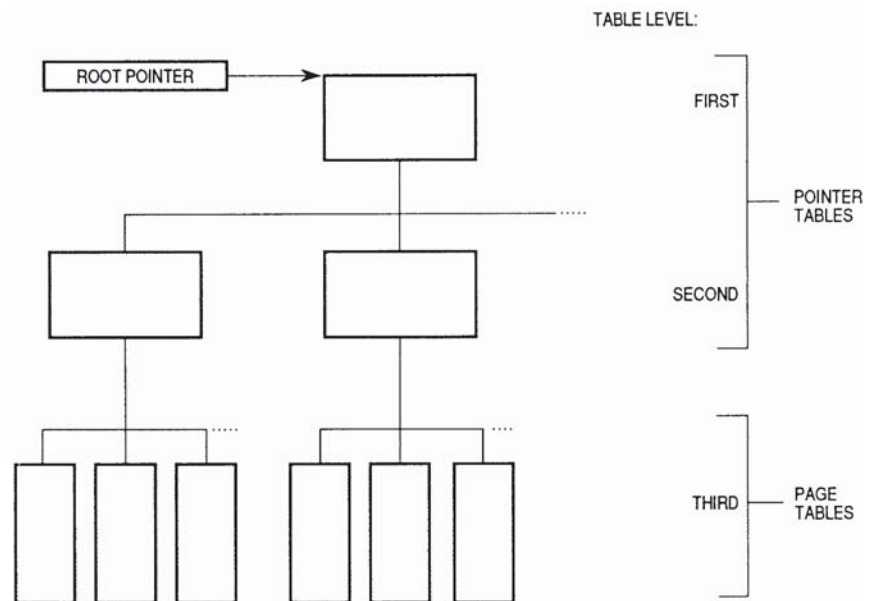 TABLE LEVEL:
ROOT POINTER
FIRST
POINTER
TABLES
SECOND
THIRD
PAGE
TABLES